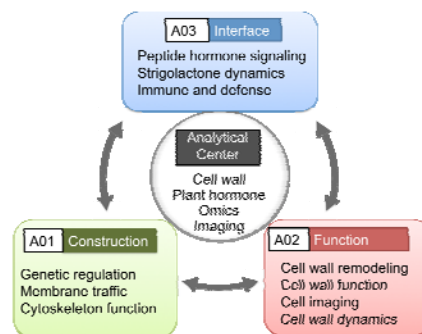 A03 Interface
Peptide hormone signaling
Strigolactone dynamics
Immune and defense
Analytical
Center
Cell wall
Plant hormone
Omics
Imaging
A01 Construction
Genetic regulation
Membrane traffic
Cytoskeleton function
A02 Function
Cell wall remodeling
Cell wall function
Cell imaging
Cell wall dynamics